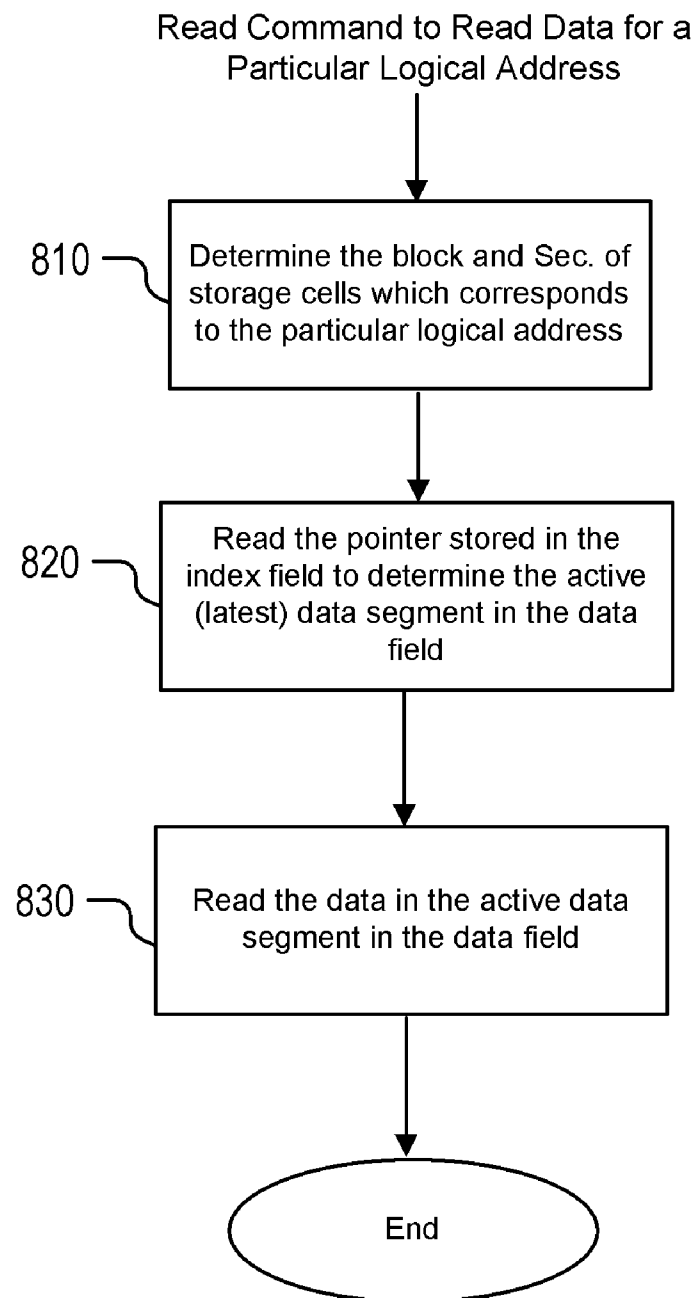 Read Command to Read Data for a
Particular Logical Address
810
Determine the block and Sec. of
storage cells which corresponds
to the particular logical address
820
Read the pointer stored in the
index field to determine the active
(latest) data segment in the data
field
830
Read the data in the active data
segment in the data field
End